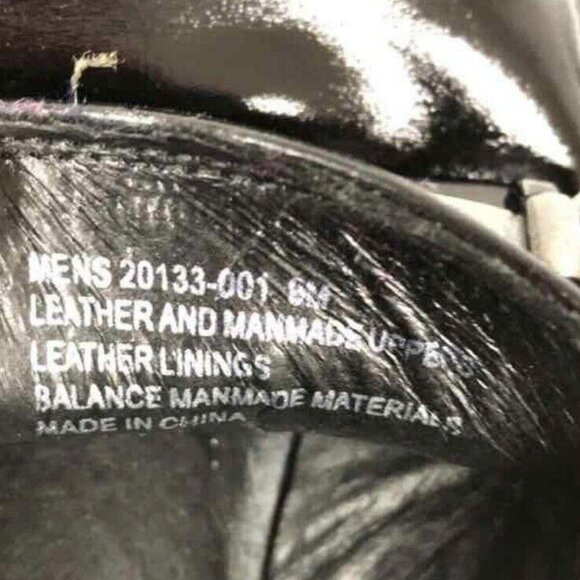 MENS 20133-001 8M
LEATHER AND MANMADE UPPERS
LEATHER LININGS
BALANCE MANMADE MATERIALS
MADE IN CHINA